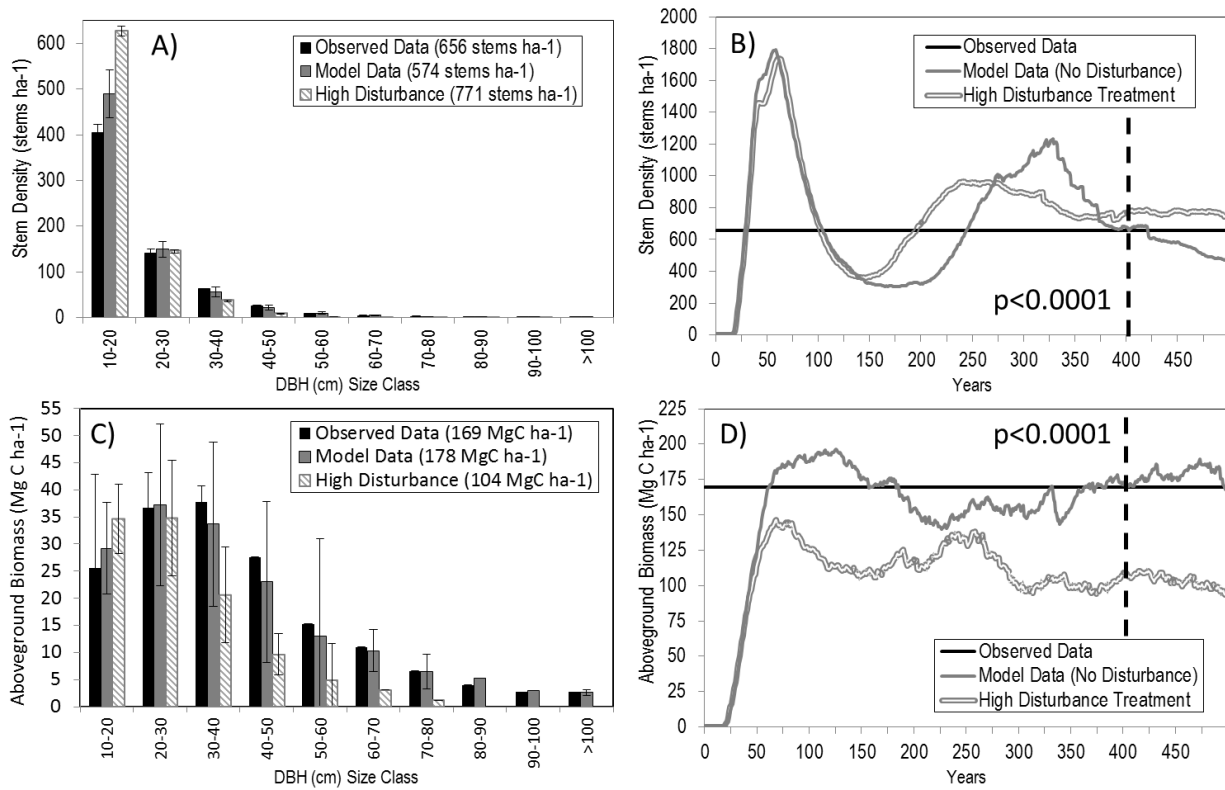 A)
Observed Data (656 stems ha-1)
Model Data (574 stems ha-1)
High Disturbance (771 stems ha-1)
Stem Density (stems ha-1)
600
500
400
300
200
100
0
10-20
20-30
30-40
40-50
50-60
60-70
70-80
80-90
90-100
>100
DBH (cm) Size Class
B)
Observed Data
Model Data (No Disturbance)
High Disturbance Treatment
Stem Density (stems ha-1)
2000
1800
1600
1400
1200
1000
800
600
400
200
0
p<0.0001
0 50 100 150 200 250 300 350 400 450
Years
C)
Observed Data (169 MgC ha-1)
Model Data (178 MgC ha-1)
High Disturbance (104 MgC ha-1)
Aboveground Biomass (Mg C ha-1)
55
50
45
40
35
30
25
20
15
10
5
0
10-20
20-30
30-40
40-50
50-60
60-70
70-80
80-90
90-100
>100
DBH (cm) Size Class
D)
p<0.0001
Aboveground Biomass (Mg C ha-1)
225
200
175
150
125
100
75
50
25
0
Observed Data
Model Data (No Disturbance)
High Disturbance Treatment
0 50 100 150 200 250 300 350 400 450
Years